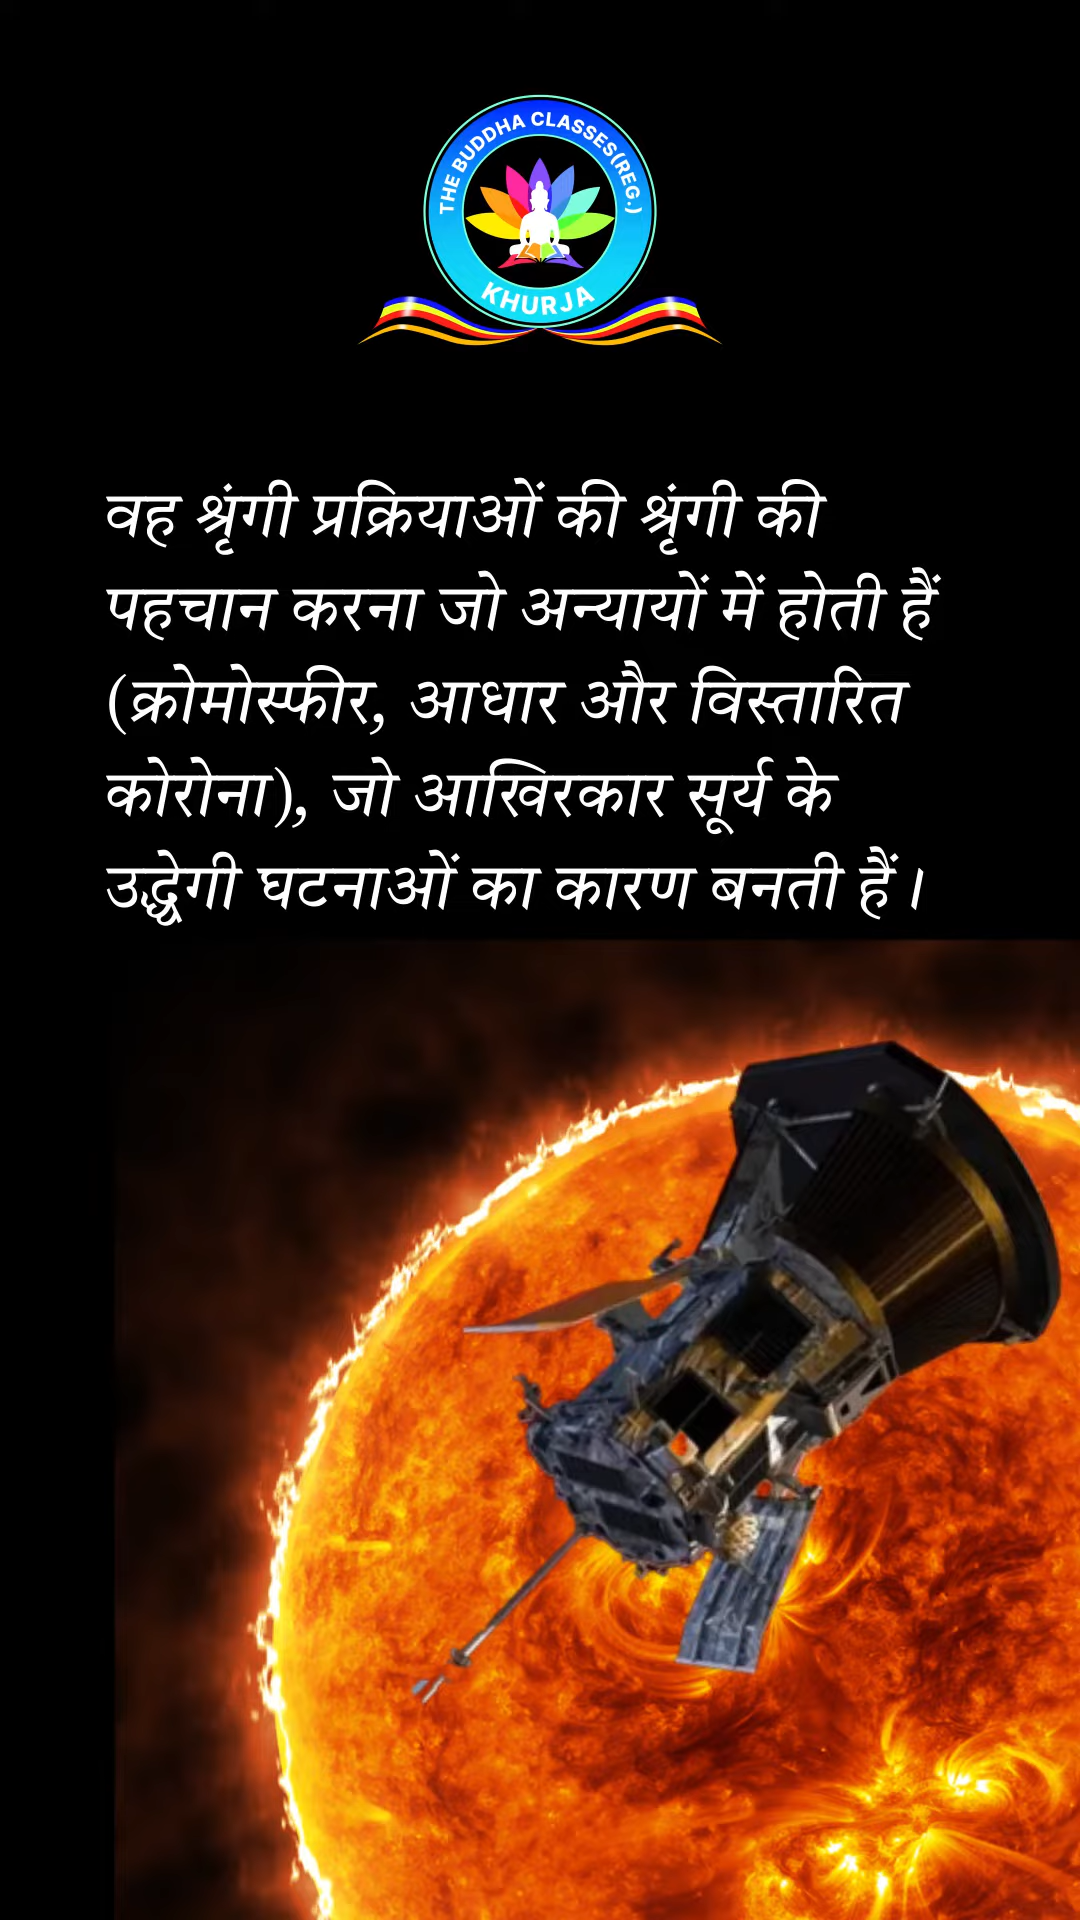 THE BUDDHA CLASSES(REG.)
KHURJA
वह श्रृंगी प्रक्रियाओं की श्रृंगी की
पहचान करना जो अन्यायों में होती हैं
(क्रोमोस्फीर, आधार और विस्तारित
कोरोना), जो आखिरकार सूर्य के
उद्धेगी घटनाओं का कारण बनती हैं।